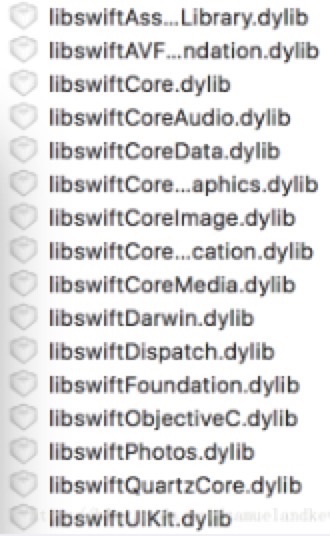 libswiftAss...Library.dylib
libswiftAVF...ndation.dylib
libswiftCore.dylib
libswiftCoreAudio.dylib
libswiftCoreData.dylib
libswiftCore...aphics.dylib
libswiftCoreImage.dylib
libswiftCore...cation.dylib
libswiftCoreMedia.dylib
libswiftDarwin.dylib
libswiftDispatch.dylib
libswiftFoundation.dylib
libswiftObjectiveC.dylib
libswiftPhotos.dylib
libswiftQuartzCore.dylib
libswiftUIKit.dylib